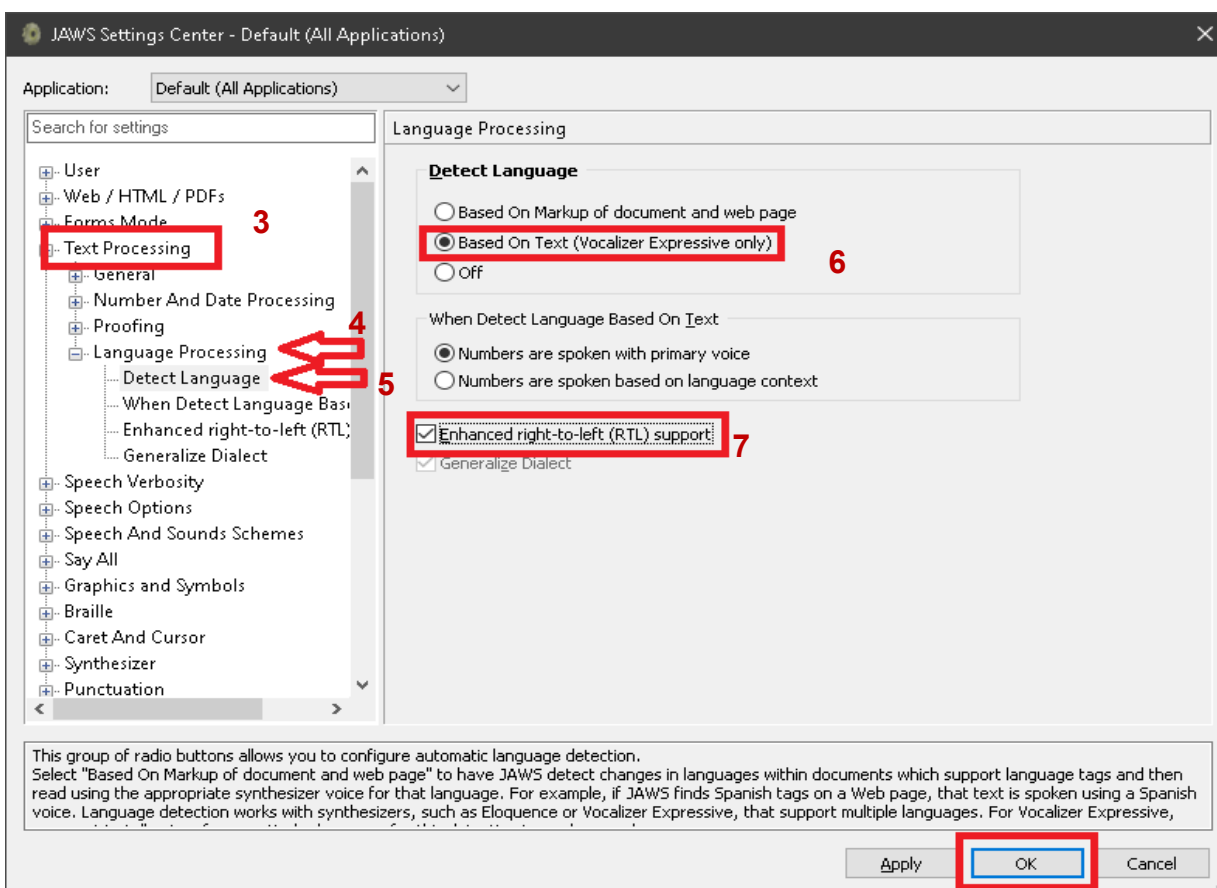 JAWS Settings Center - Default (All Applications)
Application: Default (All Applications)
Search for settings
Language Processing
User
Web / HTML / PDFs
Forms Mode
3
Text Processing
General
Number And Date Processing
Proofing
4
Language Processing
Detect Language
5
When Detect Language Base
Enhanced right-to-left (RTL)
Generalize Dialect
Speech Verbosity
Speech Options
Speech And Sounds Schemes
Say All
Graphics and Symbols
Braille
Caret And Cursor
Synthesizer
Punctuation
Detect Language
Based On Markup of document and web page
Based On Text (Vocalizer Expressive only)
6
Off
When Detect Language Based On Text
Numbers are spoken with primary voice
Numbers are spoken based on language context
Enhanced right-to-left (RTL) support
7
Generalize Dialect
This group of radio buttons allows you to configure automatic language detection.
Select "Based On Markup of document and web page" to have JAWS detect changes in languages within documents which support language tags and then
read using the appropriate synthesizer voice for that language. For example, if JAWS finds Spanish tags on a Web page, that text is spoken using a Spanish
voice. Language detection works with synthesizers, such as Eloquence or Vocalizer Expressive, that support multiple languages. For Vocalizer Expressive,
Apply OK Cancel